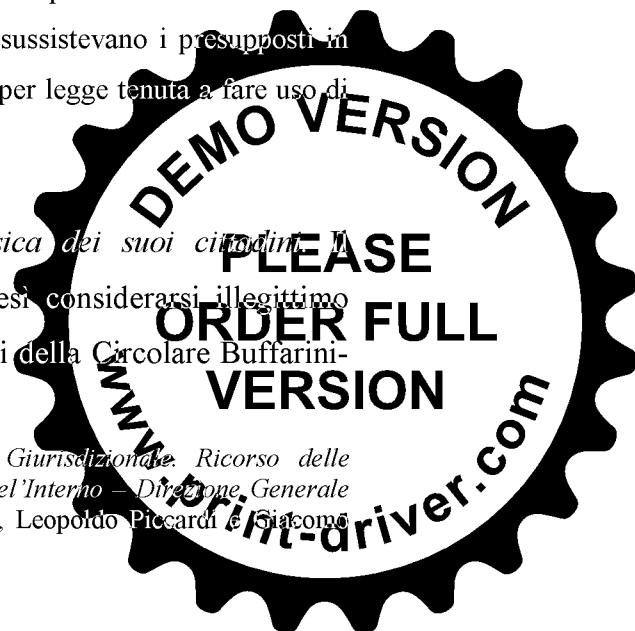 sussistevano i presupposti in
per legge tenuta a fare uso di
sica dei suoi cittadini. Il
esì considerarsi illegittimo
i della Circolare Buffarini-
Giurisdizionale. Ricorso delle
el'Interno – Direzione Generale
, Leopoldo Piccardi e Giacomo
DEMO VERSION
PLEASE
ORDER FULL
VERSION
www.print-driver.com